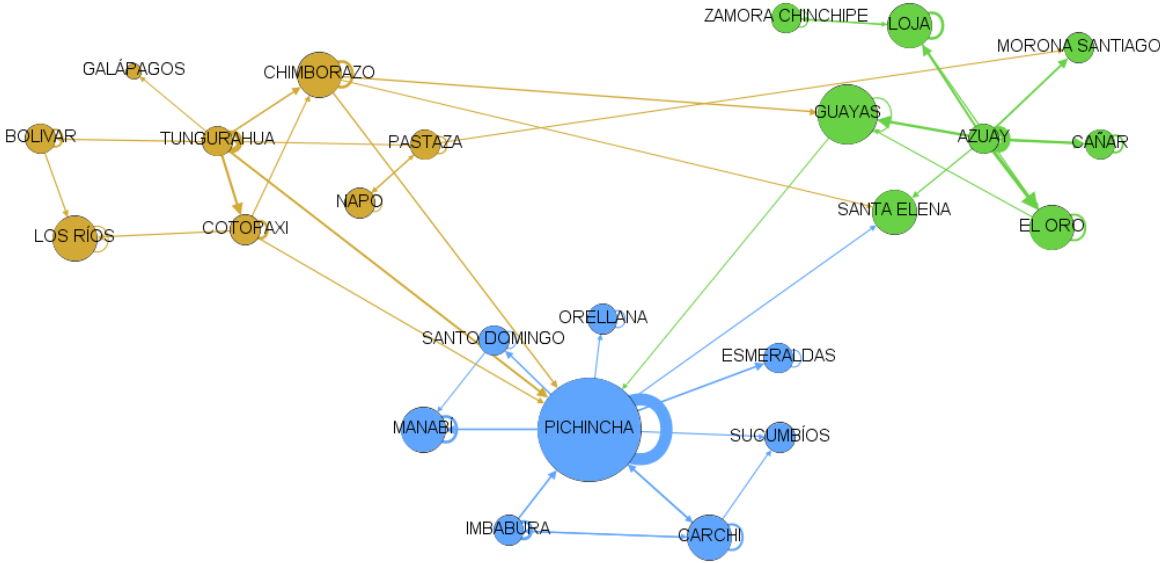 ZAMORA CHINCHIPE
LOJA
MORONA SANTIAGO
GALÁPAGOS
CHIMBORAZO
GUAYAS
BOLIVAR
TUNGURAHUA
PASTAZA
AZUAY
CAÑAR
NAPO
SANTA ELENA
LOS RÍOS
COTOPAXI
EL ORO
ORELLANA
SANTO DOMINGO
ESMERALDAS
MANABÍ
PICHINCHA
SUCUMBÍOS
IMBABURA
CARCHI